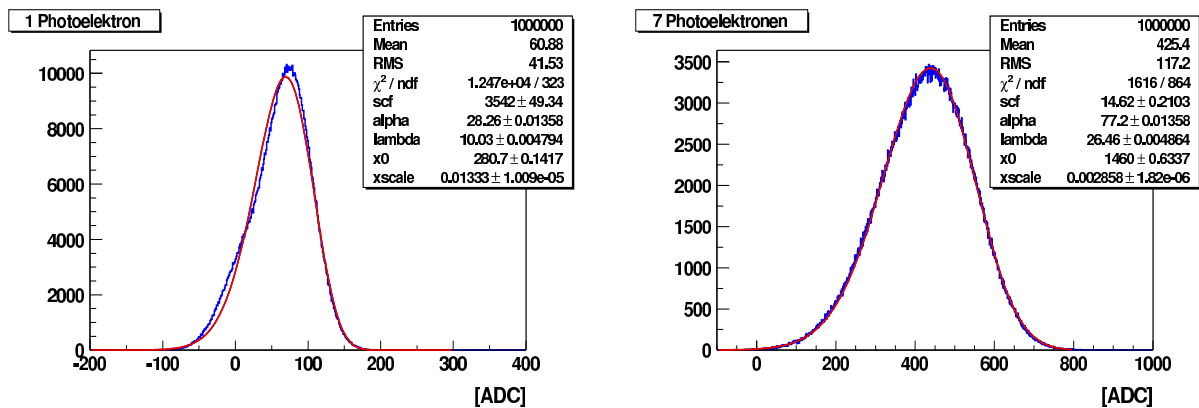 1 Photoelektron
Entries 1000000
Mean 60.88
RMS 41.53
χ² / ndf 1.247e+04 / 323
scf 3542 ± 49.34
alpha 28.26 ± 0.01358
lambda 10.03 ± 0.004794
x0 280.7 ± 0.1417
xscale 0.01333 ± 1.009e-05
10000
8000
6000
4000
2000
0
-200 -100 0 100 200 300 400
[ADC]
7 Photoelektronen
Entries 1000000
Mean 425.4
RMS 117.2
χ² / ndf 1616 / 864
scf 14.62 ± 0.2103
alpha 77.2 ± 0.01358
lambda 26.46 ± 0.004864
x0 1460 ± 0.6337
xscale 0.002858 ± 1.82e-06
3500
3000
2500
2000
1500
1000
500
0
0 200 400 600 800 1000
[ADC]